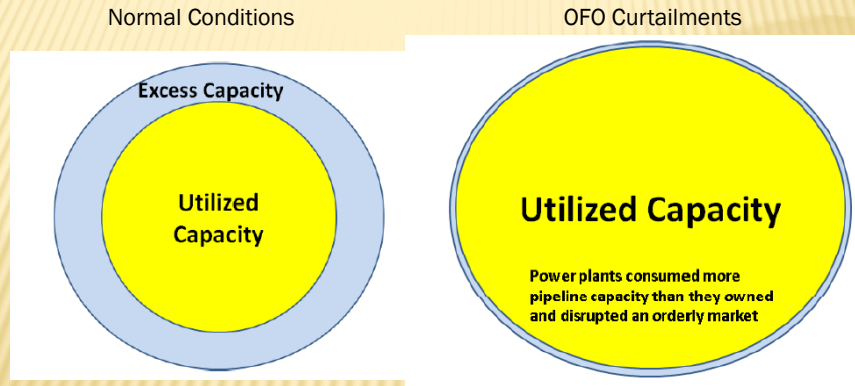 Normal Conditions
Excess Capacity
Utilized
Capacity
OFO Curtailments
Utilized Capacity
Power plants consumed more
pipeline capacity than they owned
and disrupted an orderly market